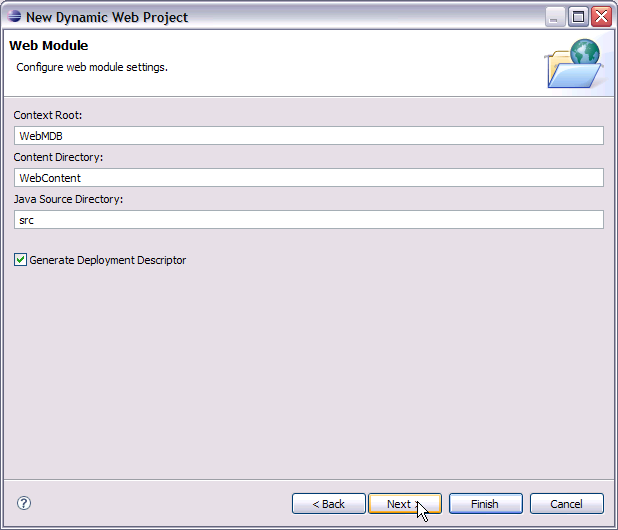 New Dynamic Web Project
Web Module
Configure web module settings.
Context Root:
WebMDB
Content Directory:
WebContent
Java Source Directory:
src
Generate Deployment Descriptor
?
< Back Next > Finish Cancel